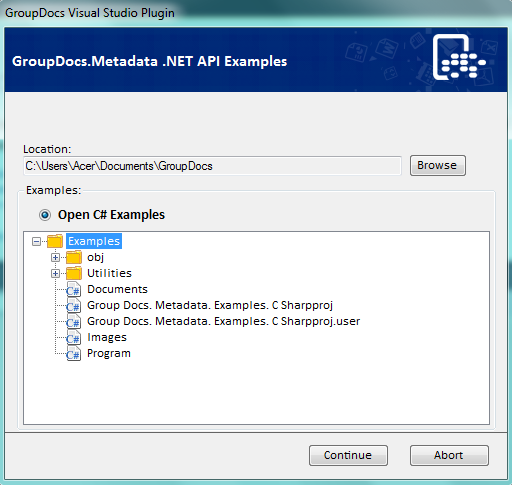 GroupDocs Visual Studio Plugin
GroupDocs.Metadata .NET API Examples
Location:
C:\Users\Acer\Documents\GroupDocs
Browse
Examples:
Open C# Examples
Examples
obj
Utilities
C# Documents
C# Group Docs. Metadata. Examples. C Sharpproj
C# Group Docs. Metadata. Examples. C Sharpproj.user
C# Images
C# Program
Continue Abort